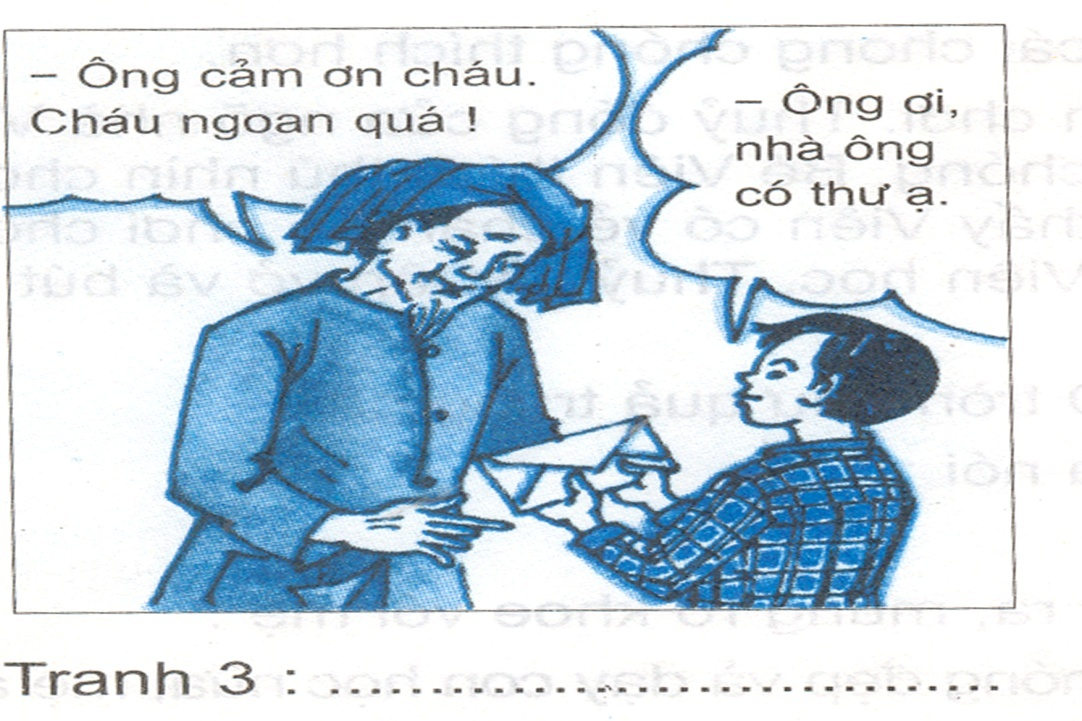 – Ông cảm ơn cháu.
Cháu ngoan quá !
– Ông ơi,
nhà ông
có thư ạ.
Tranh 3 : ........................................